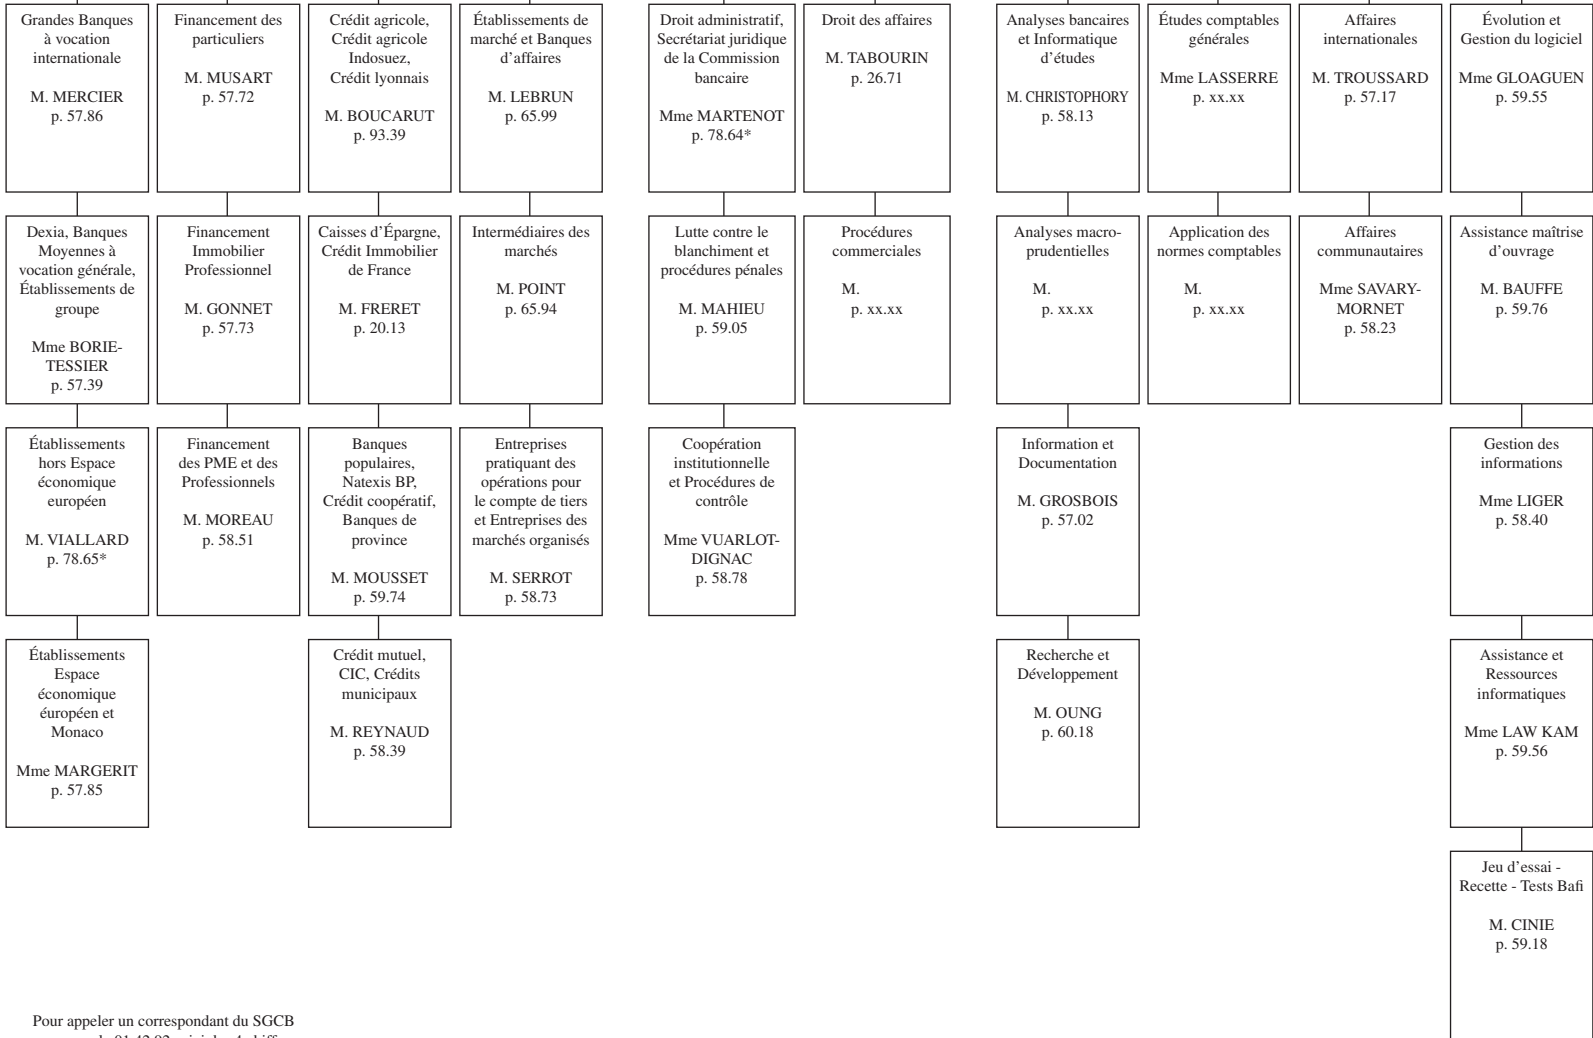 Grandes Banques
à vocation
internationale
M. MERCIER
p. 57.86
Financement des
particuliers
M. MUSART
p. 57.72
Crédit agricole,
Crédit agricole
Indosuez,
Crédit lyonnais
M. BOUCARUT
p. 93.39
Établissements de
marché et Banques
d’affaires
M. LEBRUN
p. 65.99
Droit administratif,
Secrétariat juridique
de la Commission
bancaire
Mme MARTENOT
p. 78.64*
Droit des affaires
M. TABOURIN
p. 26.71
Analyses bancaires
et Informatique
d’études
M. CHRISTOPHORY
p. 58.13
Études comptables
générales
Mme LASSERRE
p. xx.xx
Affaires
internationales
M. TROUSSARD
p. 57.17
Évolution et
Gestion du logiciel
Mme GLOAGUEN
p. 59.55
Dexia, Banques
Moyennes à
vocation générale,
Établissements de
groupe
Mme BORIE-
TESSIER
p. 57.39
Financement
Immobilier
Professionnel
M. GONNET
p. 57.73
Caisses d’Épargne,
Crédit Immobilier
de France
M. FRERET
p. 20.13
Intermédiaires des
marchés
M. POINT
p. 65.94
Lutte contre le
blanchiment et
procédures pénales
M. MAHIEU
p. 59.05
Procédures
commerciales
M.
p. xx.xx
Analyses macro-
prudentielles
M.
p. xx.xx
Application des
normes comptables
M.
p. xx.xx
Affaires
communautaires
Mme SAVARY-
MORNET
p. 58.23
Assistance maîtrise
d’ouvrage
M. BAUFFE
p. 59.76
Établissements
hors Espace
économique
européen
M. VIALLARD
p. 78.65*
Financement
des PME et des
Professionnels
M. MOREAU
p. 58.51
Banques
populaires,
Natexis BP,
Crédit coopératif,
Banques de
province
M. MOUSSET
p. 59.74
Entreprises
pratiquant des
opérations pour
le compte de tiers
et Entreprises des
marchés organisés
M. SERROT
p. 58.73
Coopération
institutionnelle
et Procédures de
contrôle
Mme VUARLOT-
DIGNAC
p. 58.78
Information et
Documentation
M. GROSBOIS
p. 57.02
Gestion des
informations
Mme LIGER
p. 58.40
Établissements
Espace
économique
éuropéen et
Monaco
Mme MARGERIT
p. 57.85
Crédit mutuel,
CIC, Crédits
municipaux
M. REYNAUD
p. 58.39
Recherche et
Développement
M. OUNG
p. 60.18
Assistance et
Ressources
informatiques
Mme LAW KAM
p. 59.56
Jeu d’essai -
Recette - Tests Bafi
M. CINIE
p. 59.18
Pour appeler un correspondant du SGCB